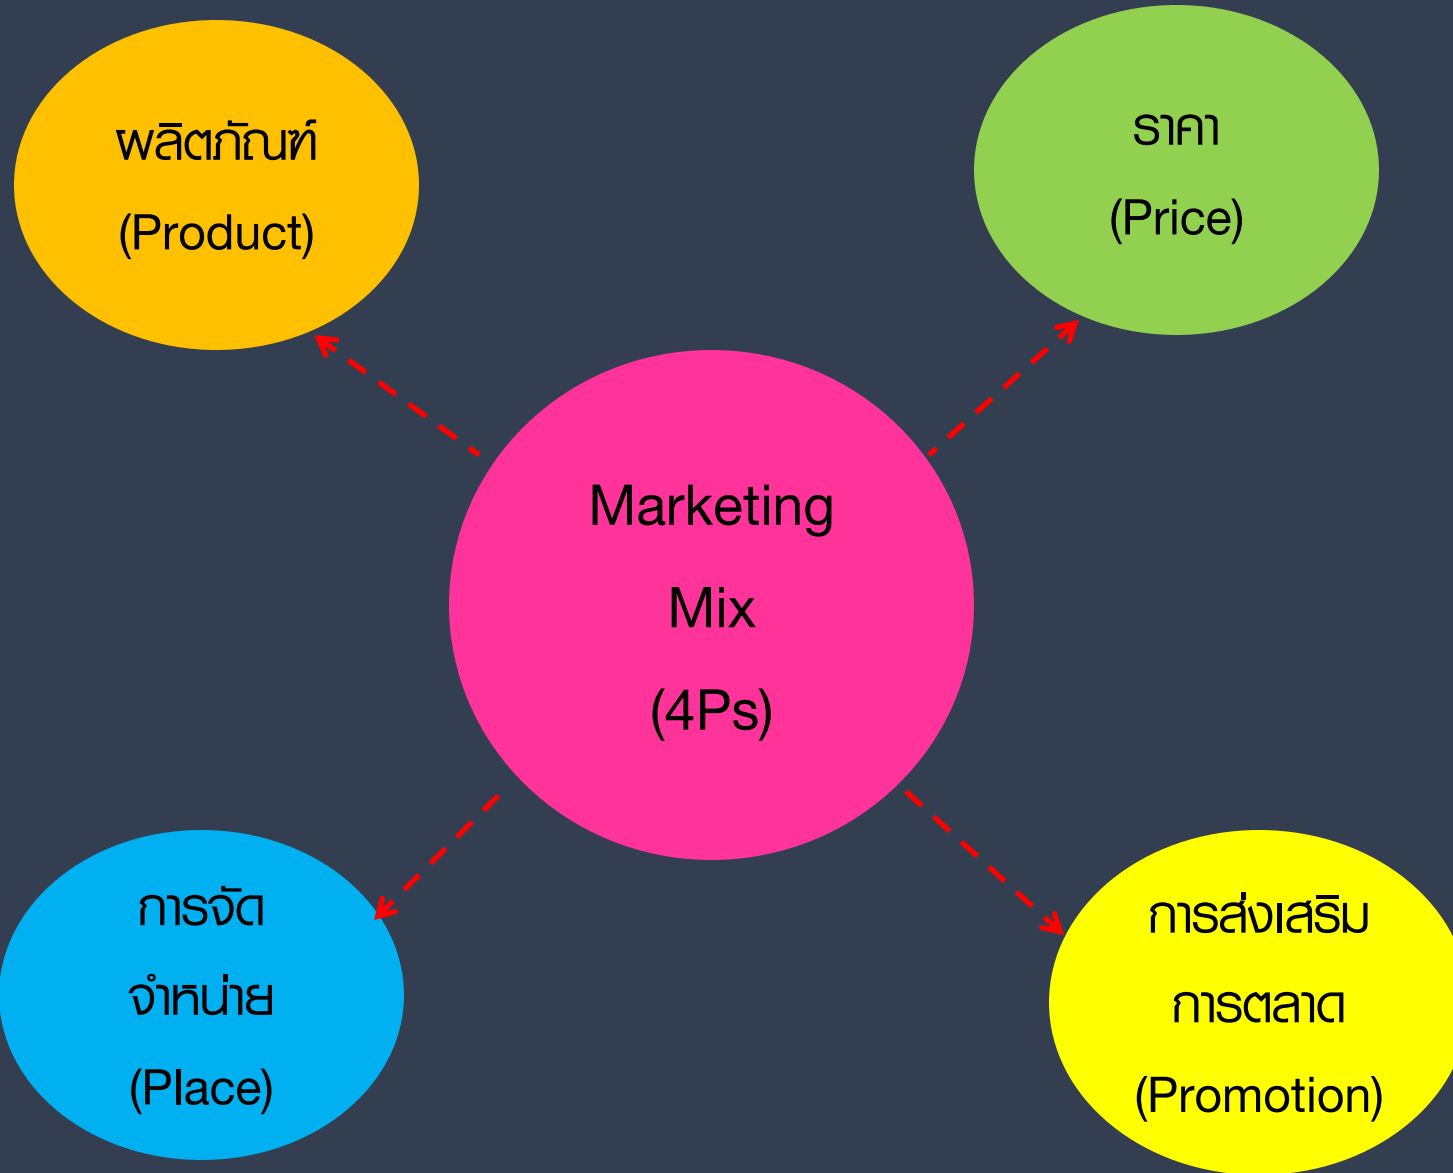 ผลิตภัณฑ์
(Product)
ราคา
(Price)
Marketing
Mix
(4Ps)
การจัด
จำหน่าย
(Place)
การส่งเสริม
การตลาด
(Promotion)